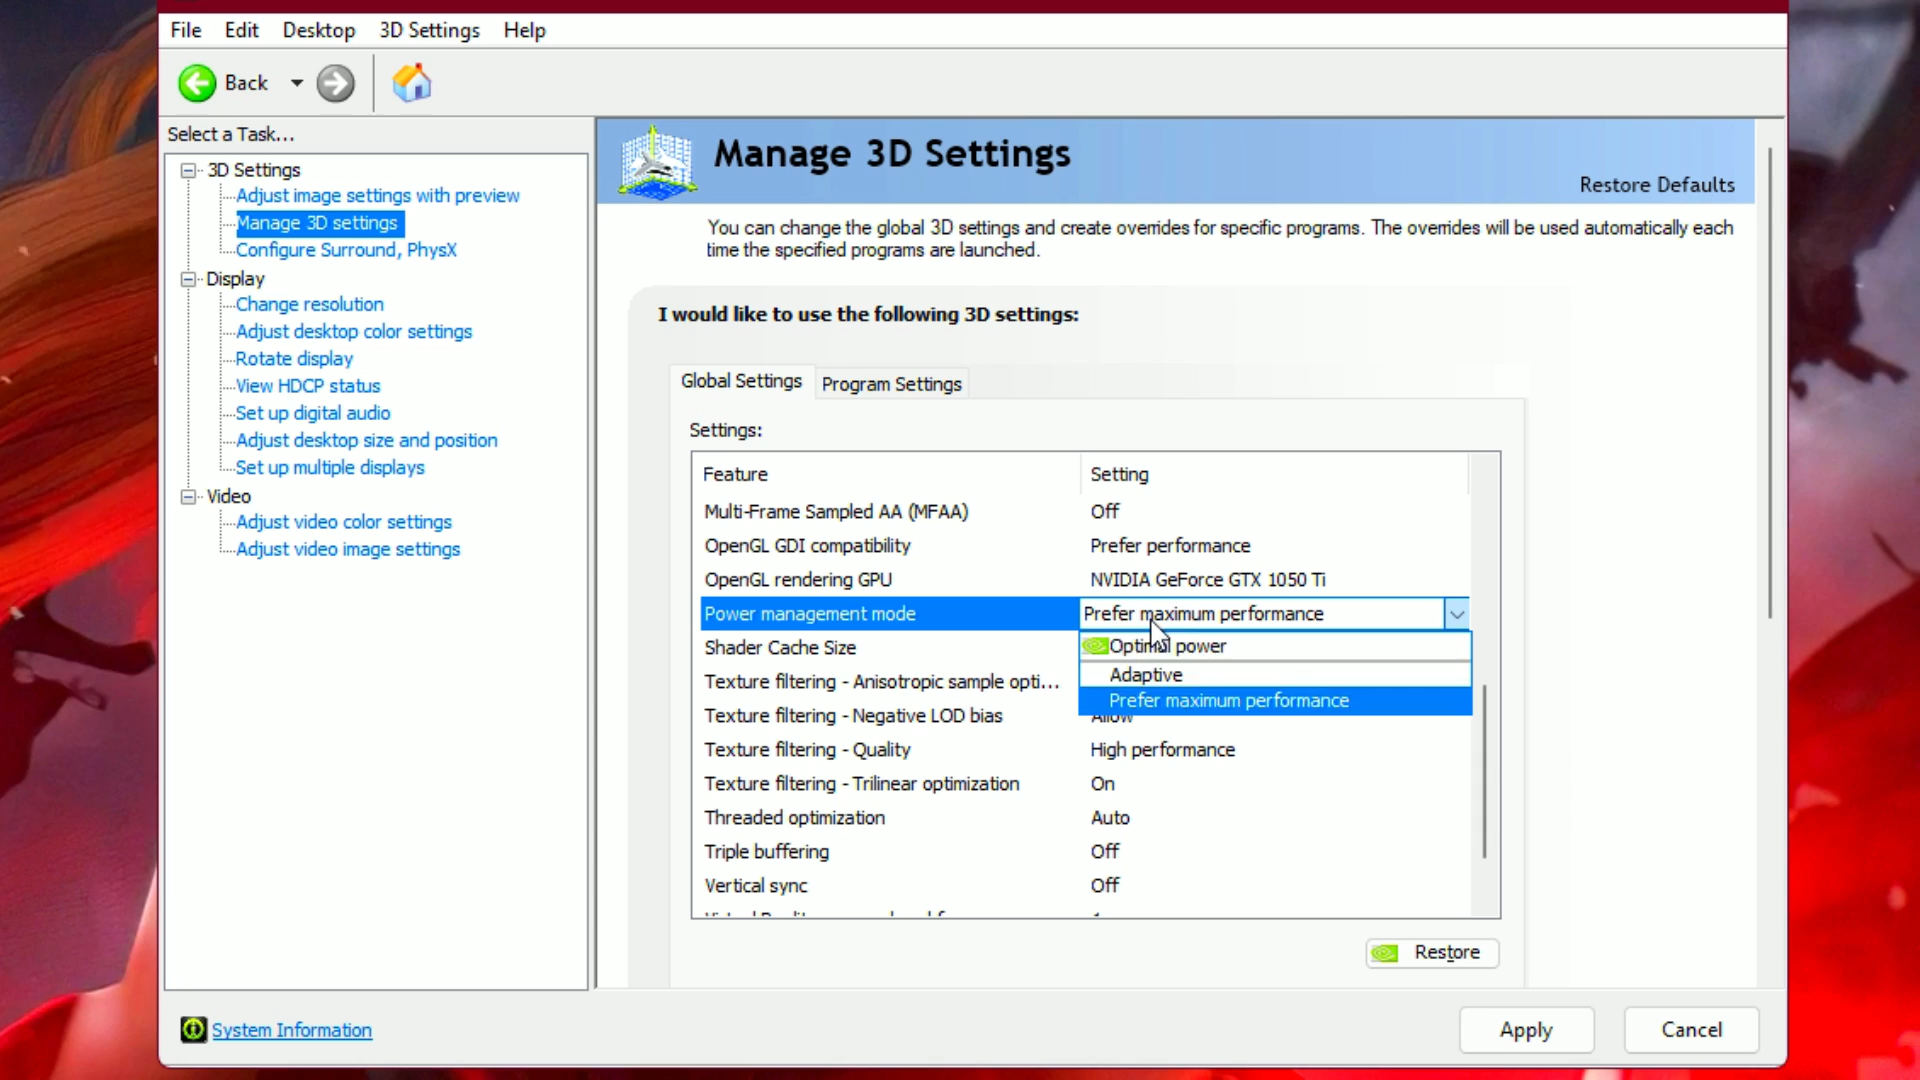 File Edit Desktop 3D Settings Help
Back
Select a Task...
3D Settings
Adjust image settings with preview
Manage 3D settings
Configure Surround, PhysX
Display
Change resolution
Adjust desktop color settings
Rotate display
View HDCP status
Set up digital audio
Adjust desktop size and position
Set up multiple displays
Video
Adjust video color settings
Adjust video image settings
System Information
Manage 3D Settings
Restore Defaults
You can change the global 3D settings and create overrides for specific programs. The overrides will be used automatically each
time the specified programs are launched.
I would like to use the following 3D settings:
Global Settings Program Settings
Settings:
Feature Setting
Multi-Frame Sampled AA (MFAA) Off
OpenGL GDI compatibility Prefer performance
OpenGL rendering GPU NVIDIA GeForce GTX 1050 Ti
Power management mode Prefer maximum performance
Optimal power
Adaptive
Prefer maximum performance
Shader Cache Size
Texture filtering - Anisotropic sample opti...
Texture filtering - Negative LOD bias Allow
Texture filtering - Quality High performance
Texture filtering - Trilinear optimization On
Threaded optimization Auto
Triple buffering Off
Vertical sync Off
Restore
Apply Cancel